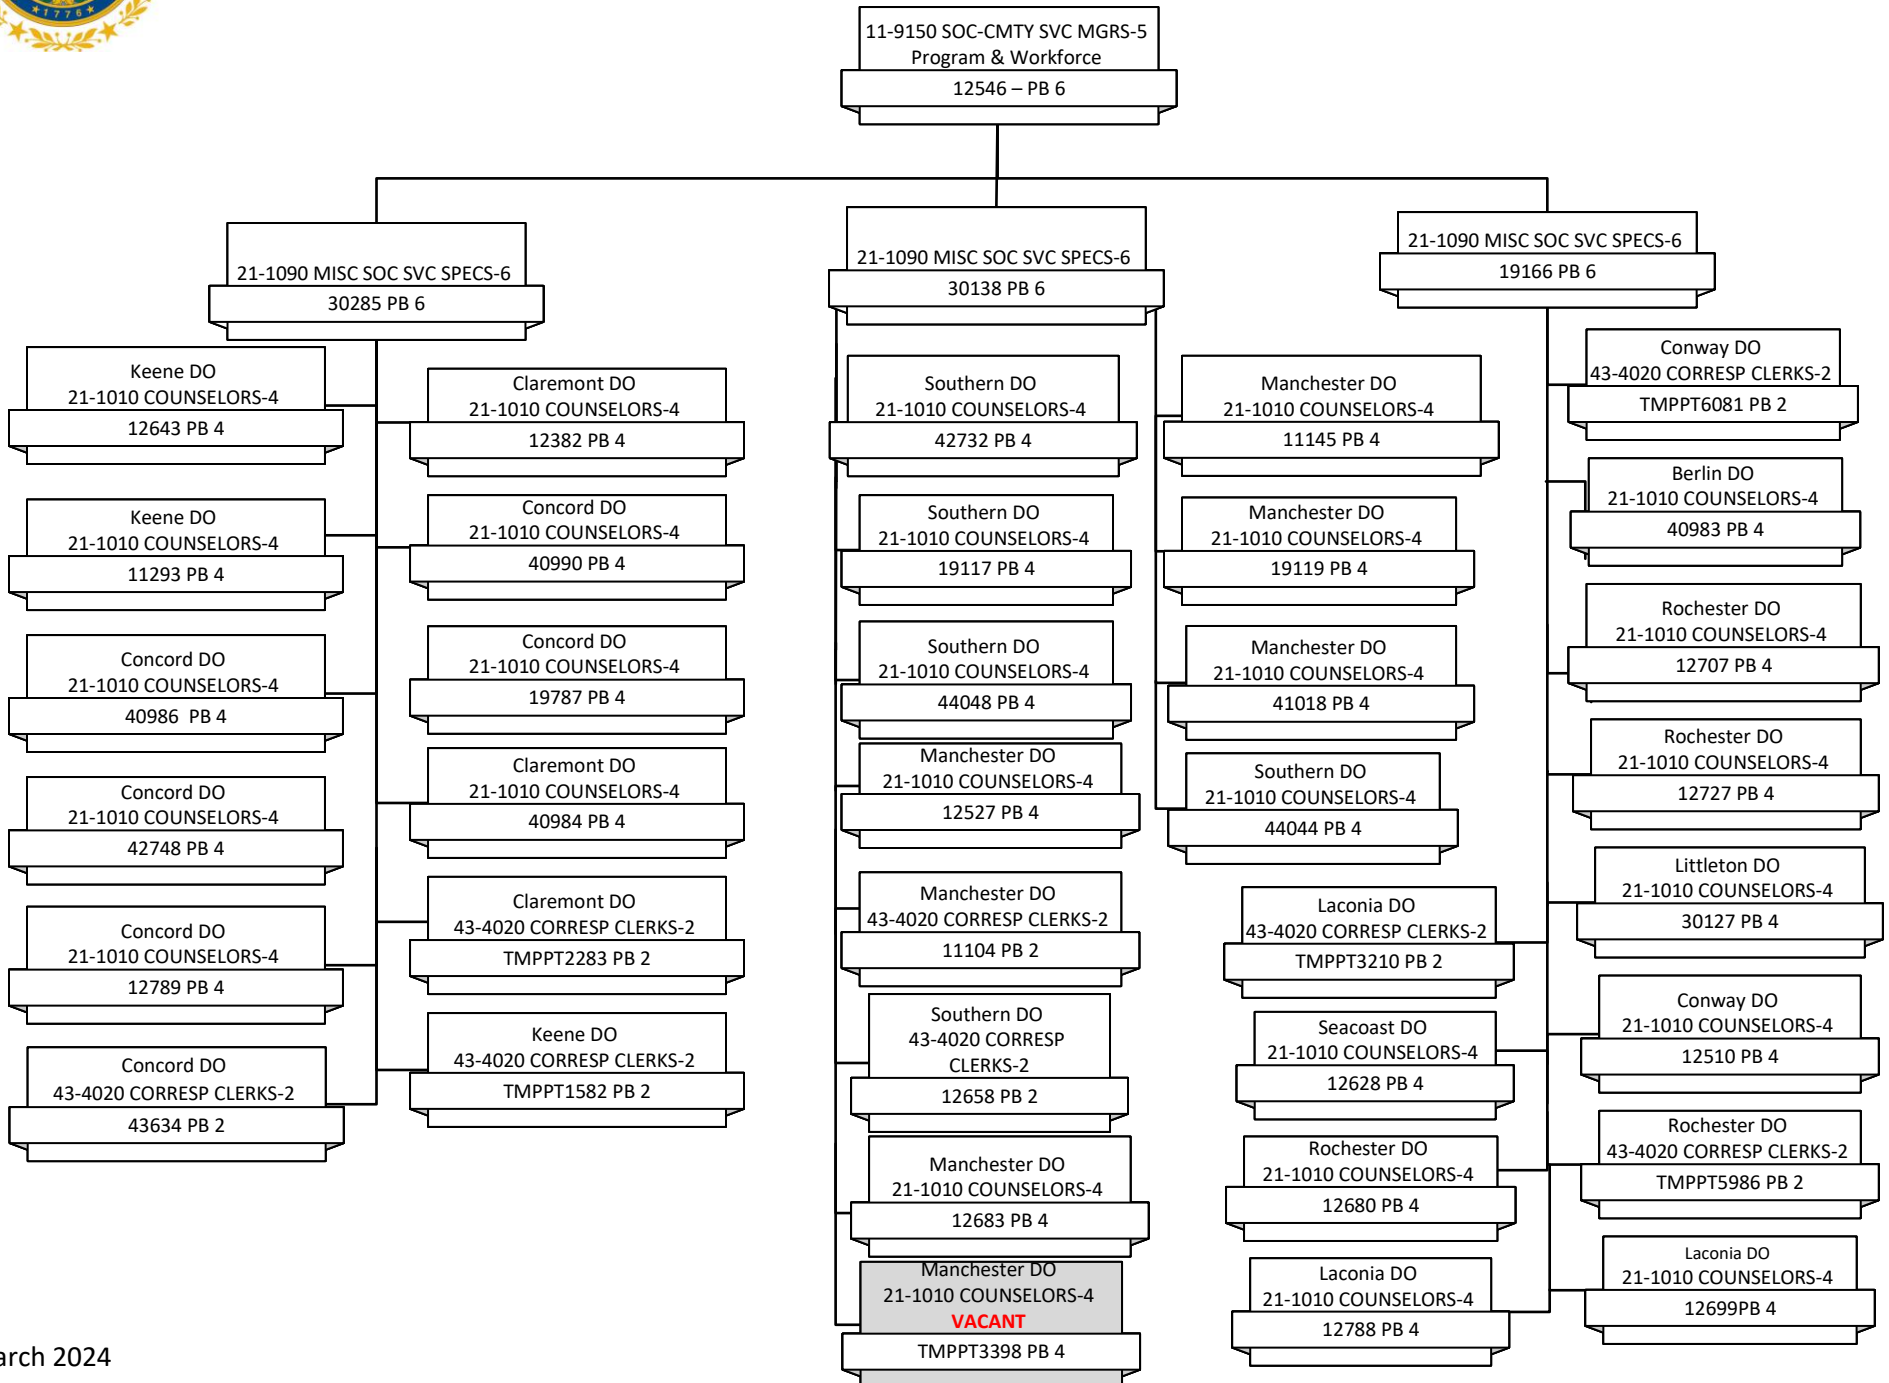 ★1776★
11-9150 SOC-CMTY SVC MGRS-5
Program & Workforce
12546 – PB 6
21-1090 MISC SOC SVC SPECS-6
30285 PB 6
Keene DO
21-1010 COUNSELORS-4
12643 PB 4
Keene DO
21-1010 COUNSELORS-4
11293 PB 4
Concord DO
21-1010 COUNSELORS-4
40986 PB 4
Concord DO
21-1010 COUNSELORS-4
42748 PB 4
Concord DO
21-1010 COUNSELORS-4
12789 PB 4
Concord DO
43-4020 CORRESP CLERKS-2
43634 PB 2
Claremont DO
21-1010 COUNSELORS-4
12382 PB 4
Concord DO
21-1010 COUNSELORS-4
40990 PB 4
Concord DO
21-1010 COUNSELORS-4
19787 PB 4
Claremont DO
21-1010 COUNSELORS-4
40984 PB 4
Claremont DO
43-4020 CORRESP CLERKS-2
TMPPT2283 PB 2
Keene DO
43-4020 CORRESP CLERKS-2
TMPPT1582 PB 2
21-1090 MISC SOC SVC SPECS-6
30138 PB 6
Southern DO
21-1010 COUNSELORS-4
42732 PB 4
Southern DO
21-1010 COUNSELORS-4
19117 PB 4
Southern DO
21-1010 COUNSELORS-4
44048 PB 4
Manchester DO
21-1010 COUNSELORS-4
12527 PB 4
Manchester DO
43-4020 CORRESP CLERKS-2
11104 PB 2
Southern DO
43-4020 CORRESP
CLERKS-2
12658 PB 2
Manchester DO
21-1010 COUNSELORS-4
12683 PB 4
Manchester DO
21-1010 COUNSELORS-4
VACANT
TMPPT3398 PB 4
Manchester DO
21-1010 COUNSELORS-4
11145 PB 4
Manchester DO
21-1010 COUNSELORS-4
19119 PB 4
Manchester DO
21-1010 COUNSELORS-4
41018 PB 4
Southern DO
21-1010 COUNSELORS-4
44044 PB 4
21-1090 MISC SOC SVC SPECS-6
19166 PB 6
Laconia DO
43-4020 CORRESP CLERKS-2
TMPPT3210 PB 2
Seacoast DO
21-1010 COUNSELORS-4
12628 PB 4
Rochester DO
21-1010 COUNSELORS-4
12680 PB 4
Laconia DO
21-1010 COUNSELORS-4
12788 PB 4
Conway DO
43-4020 CORRESP CLERKS-2
TMPPT6081 PB 2
Berlin DO
21-1010 COUNSELORS-4
40983 PB 4
Rochester DO
21-1010 COUNSELORS-4
12707 PB 4
Rochester DO
21-1010 COUNSELORS-4
12727 PB 4
Littleton DO
21-1010 COUNSELORS-4
30127 PB 4
Conway DO
21-1010 COUNSELORS-4
12510 PB 4
Rochester DO
43-4020 CORRESP CLERKS-2
TMPPT5986 PB 2
Laconia DO
21-1010 COUNSELORS-4
12699PB 4
arch 2024